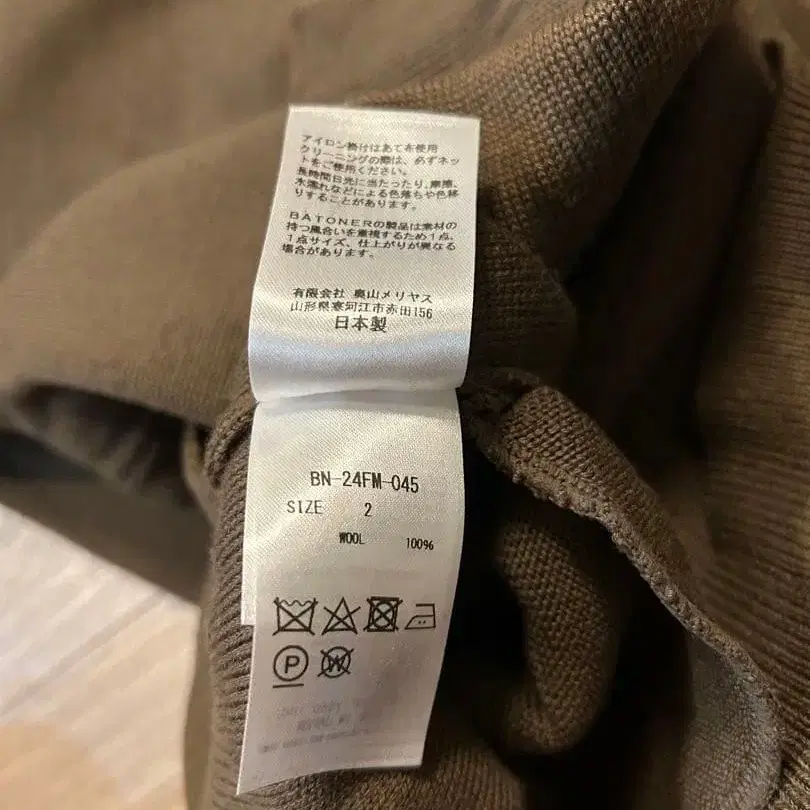 アイロン掛けはあて布使用
クリーニングの際は、必ずネッ
トをご使用ください。
長時間日光に当たったり、摩擦、
水濡れなどによる色落ちや色移
りすることがあります。
BATONERの製品は素材の
持つ風合いを重視するため1点、
1点サイズ、仕上がりが異なる
場合があります。
有限会社 奥山メリヤス
山形県寒河江市赤田156
日本製
BN-24FM-045
SIZE 2
WOOL 100%
P W